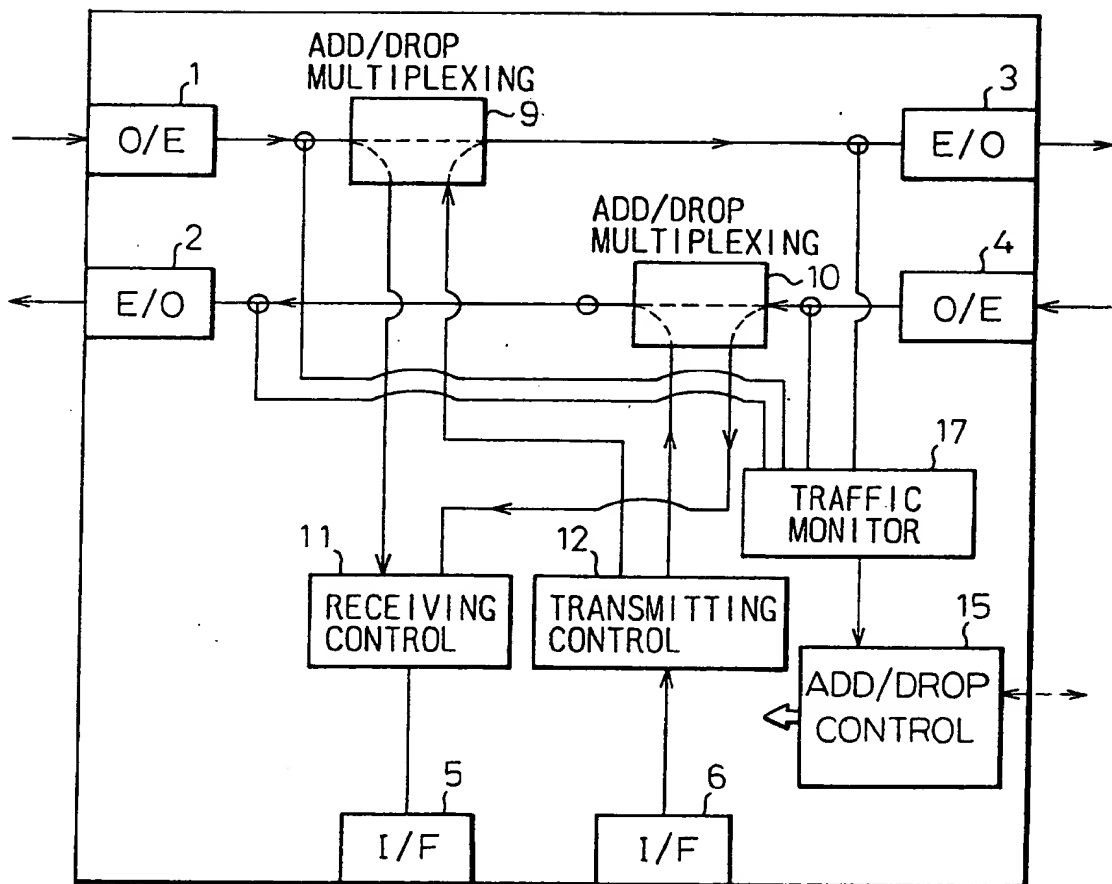 ADD/DROP
MULTIPLEXING
1
9
3
O/E
E/O
ADD/DROP
MULTIPLEXING
2
10
4
E/O
O/E
17
TRAFFIC
MONITOR
11
12
RECEIVING
CONTROL
TRANSMITTING
CONTROL
15
ADD/DROP
CONTROL
5
6
I/F
I/F